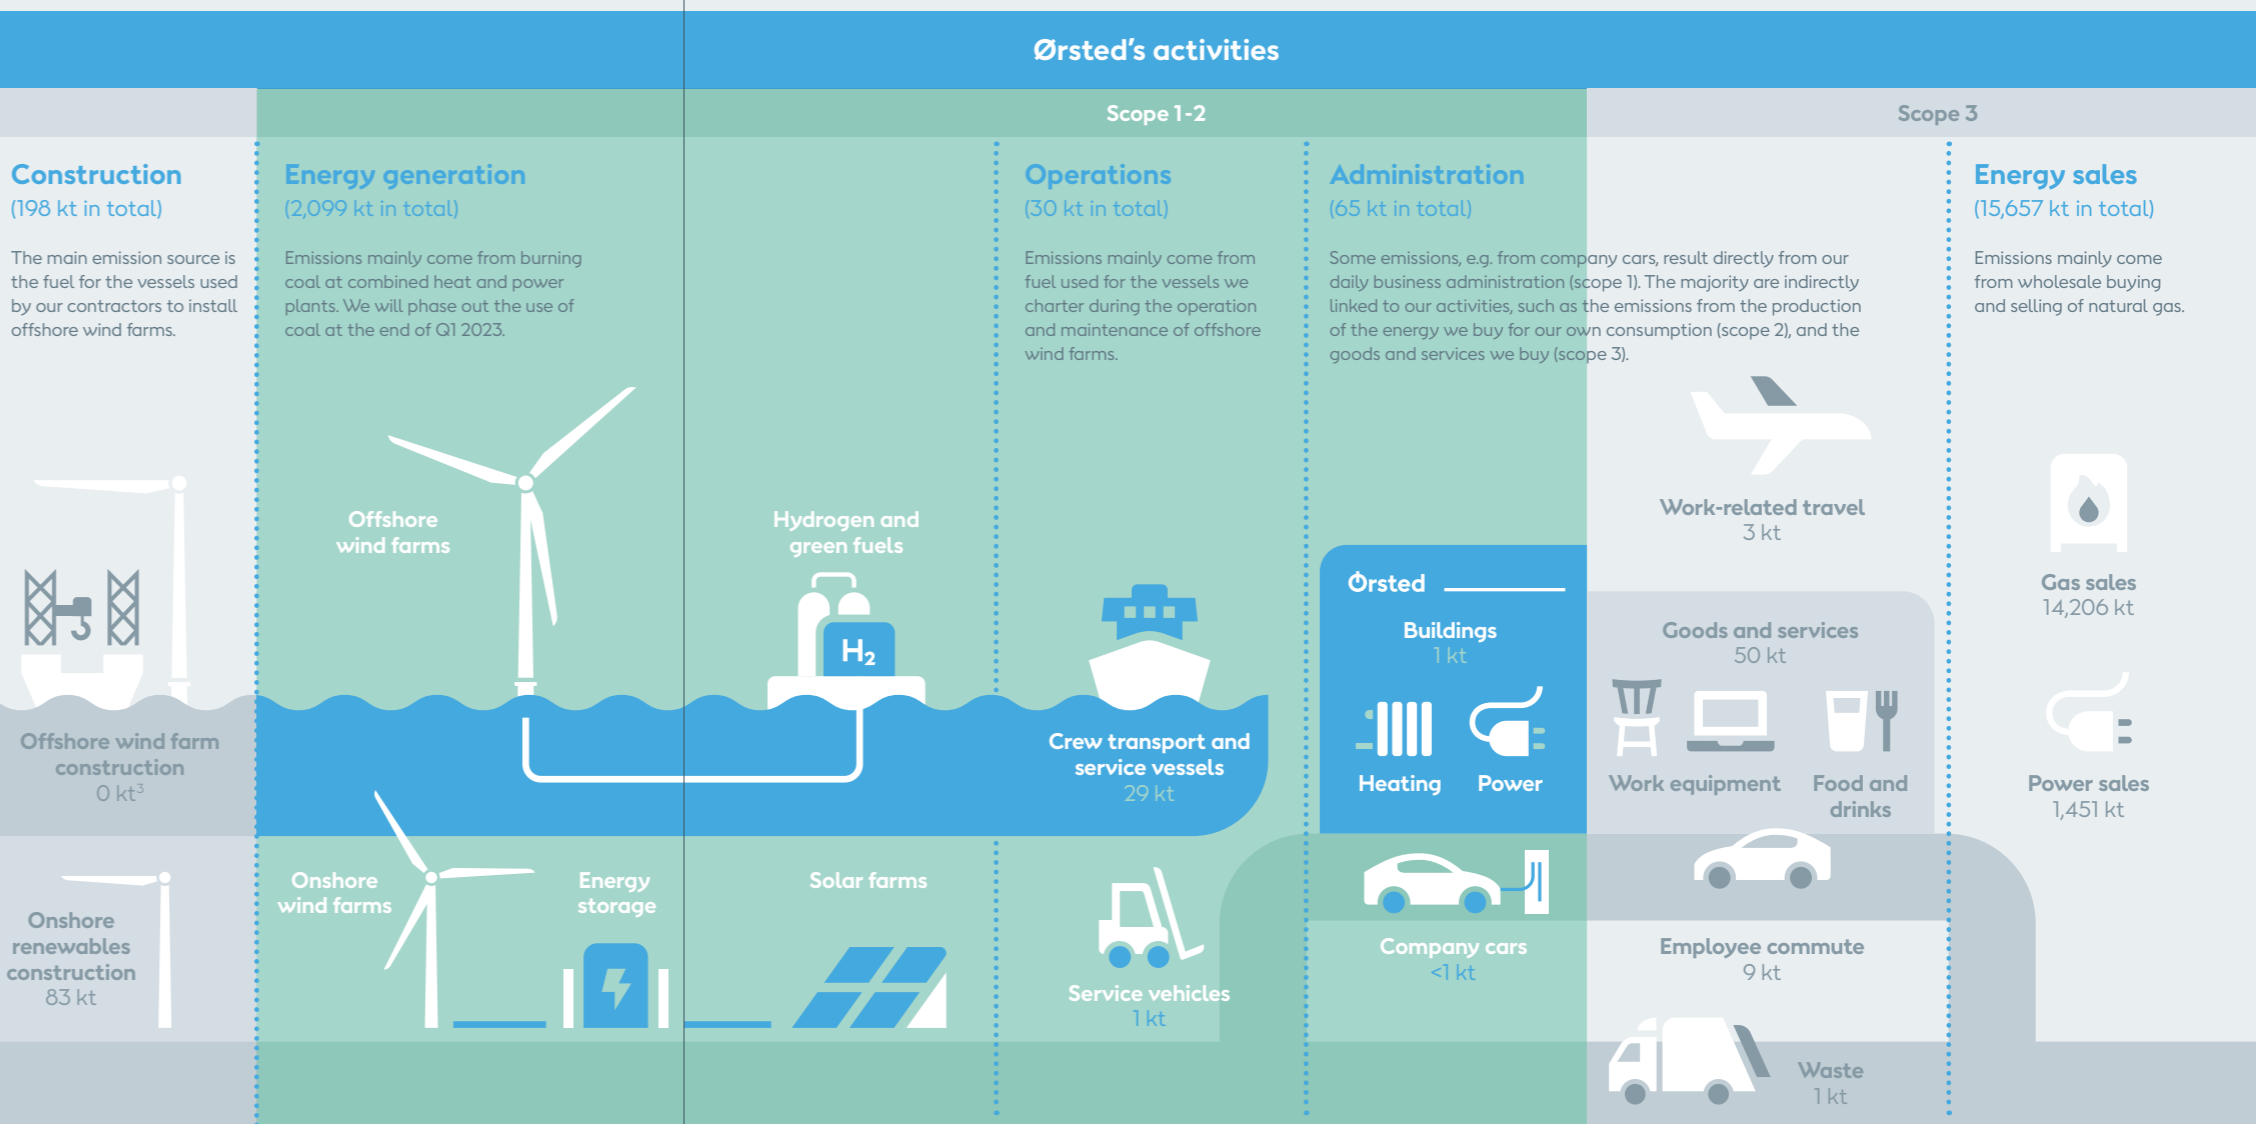 Ørsted's activities
Scope 1-2
Scope 3
Construction
(198 kt in total)
The main emission source is
the fuel for the vessels used
by our contractors to install
offshore wind farms.
Offshore wind farm
construction
0 kt³
Onshore
renewables
construction
83 kt
Energy generation
(2,099 kt in total)
Emissions mainly come from burning
coal at combined heat and power
plants. We will phase out the use of
coal at the end of Q1 2023.
Offshore
wind farms
Hydrogen and
green fuels
H₂
Onshore
wind farms
Energy
storage
Solar farms
Operations
(30 kt in total)
Emissions mainly come from
fuel used for the vessels we
charter during the operation
and maintenance of offshore
wind farms.
Crew transport and
service vessels
29 kt
Service vehicles
1 kt
Administration
(65 kt in total)
Some emissions, e.g. from company cars, result directly from our
daily business administration (scope 1). The majority are indirectly
linked to our activities, such as the emissions from the production
of the energy we buy for our own consumption (scope 2), and the
goods and services we buy (scope 3).
Work-related travel
3 kt
Ørsted
Buildings
1 kt
Heating
Power
Goods and services
50 kt
Work equipment
Food and
drinks
Company cars
<1 kt
Employee commute
9 kt
Waste
1 kt
Energy sales
(15,657 kt in total)
Emissions mainly come
from wholesale buying
and selling of natural gas.
Gas sales
14,206 kt
Power sales
1,451 kt